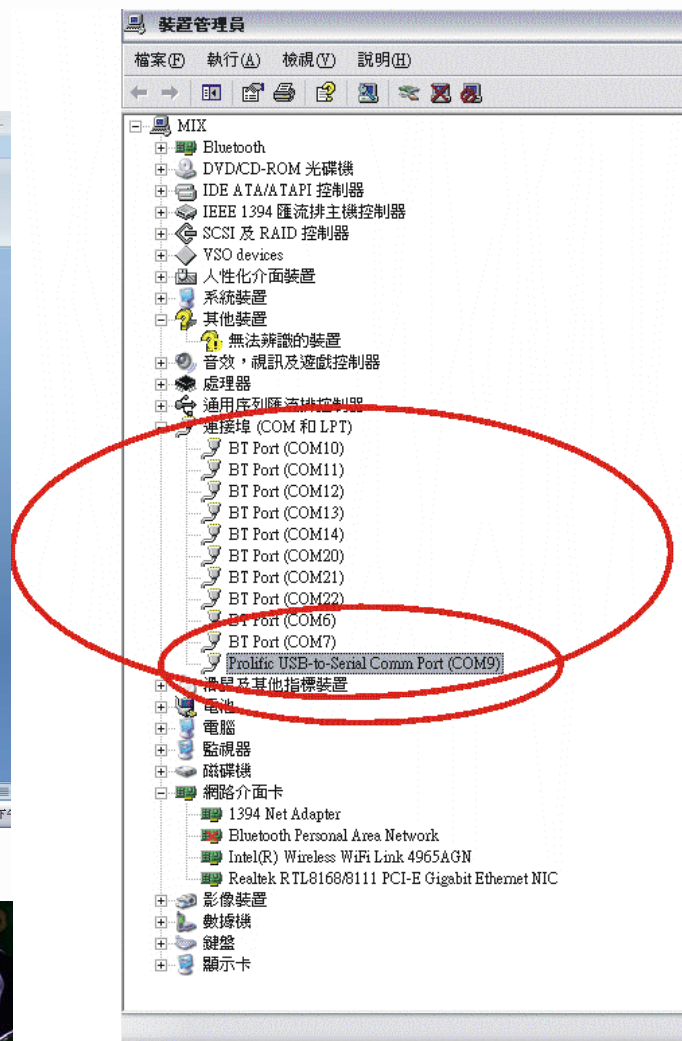 裝置管理員
檔案(F) 執行(A) 檢視(V) 說明(H)
MIX
Bluetooth
DVD/CD-ROM 光碟機
IDE ATA/ATAPI 控制器
IEEE 1394 匯流排主機控制器
SCSI 及 RAID 控制器
VSO devices
人性化介面裝置
系統裝置
其他裝置
無法辨識的裝置
音效，視訊及遊戲控制器
處理器
通用序列匯流排控制器
連接埠 (COM 和 LPT)
BT Port (COM10)
BT Port (COM11)
BT Port (COM12)
BT Port (COM13)
BT Port (COM14)
BT Port (COM20)
BT Port (COM21)
BT Port (COM22)
BT Port (COM6)
BT Port (COM7)
Prolific USB-to-Serial Comm Port (COM9)
滑鼠及其他指標裝置
電池
電腦
監視器
磁碟機
網路介面卡
1394 Net Adapter
Bluetooth Personal Area Network
Intel(R) Wireless WiFi Link 4965AGN
Realtek RTL8168/8111 PCI-E Gigabit Ethernet NIC
影像裝置
數據機
鍵盤
顯示卡